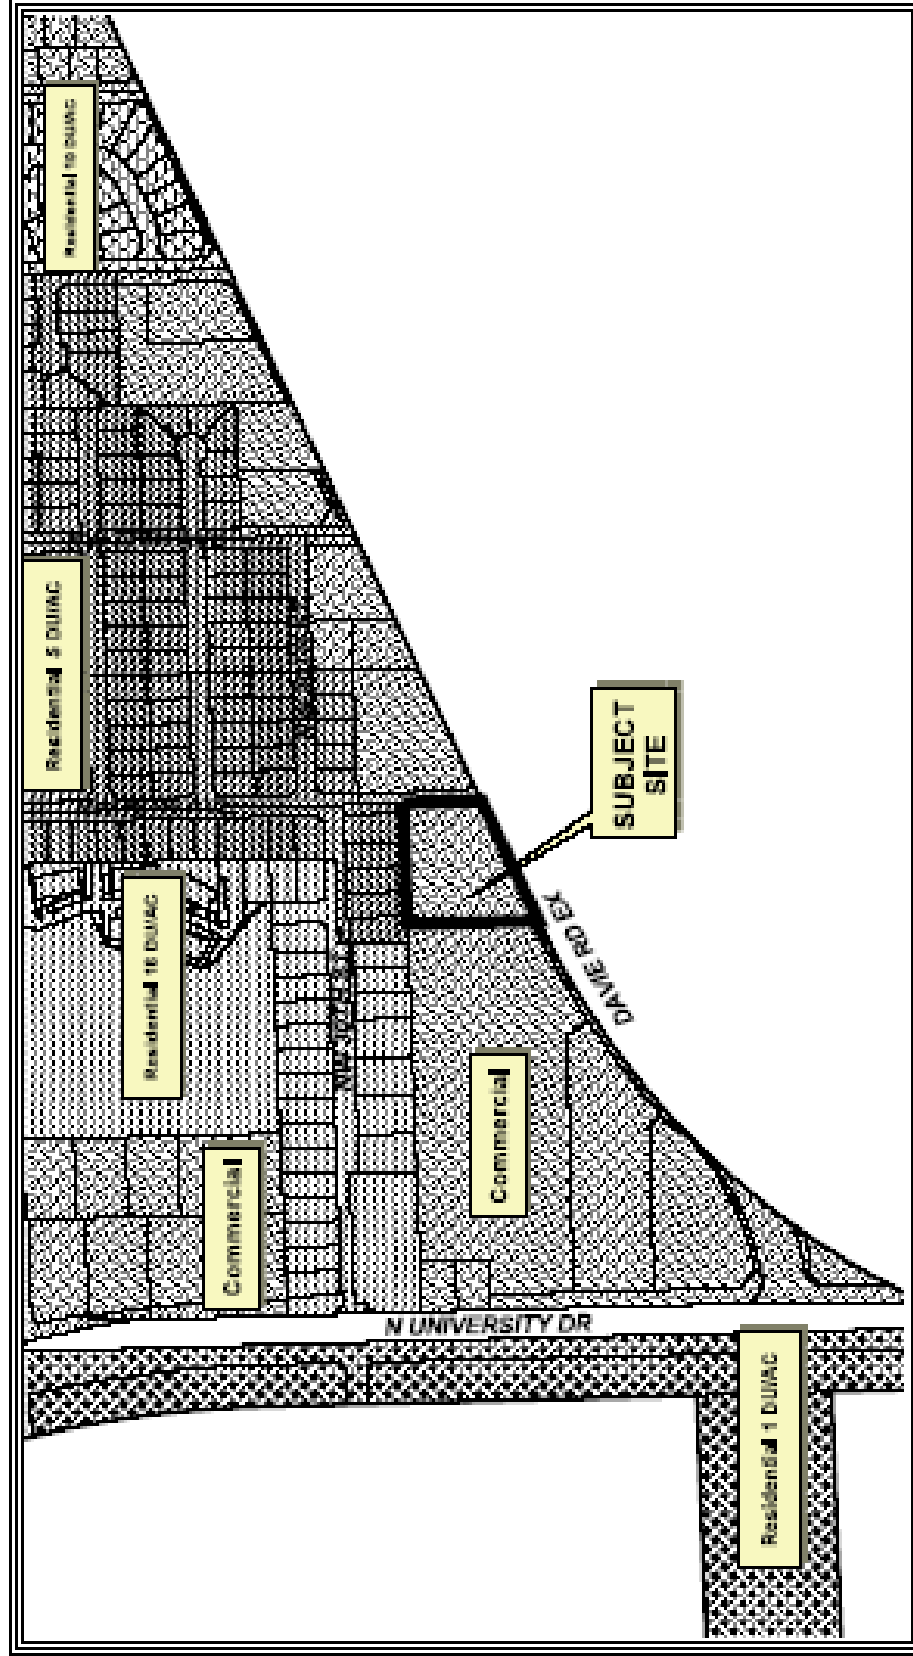 Residential 10 DU/AC
Residential 5 DU/AC
Residential 16 DU/AC
Commercial
Commercial
SUBJECT
SITE
DAVIE RD EX
N UNIVERSITY DR
Residential 1 DU/AC